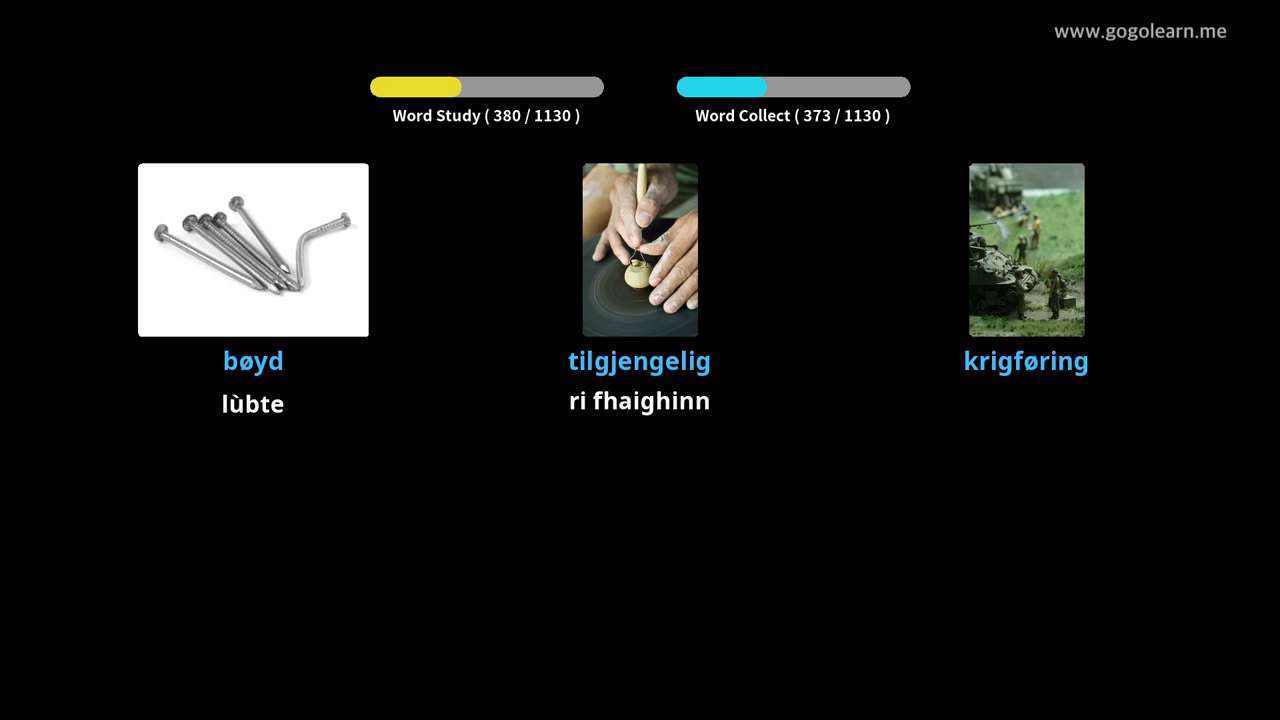 www.gogolearn.me
Word Study ( 380 / 1130 )
Word Collect ( 373 / 1130 )
bøyd
tilgjengelig
krigføring
lùbte
ri fhaighinn